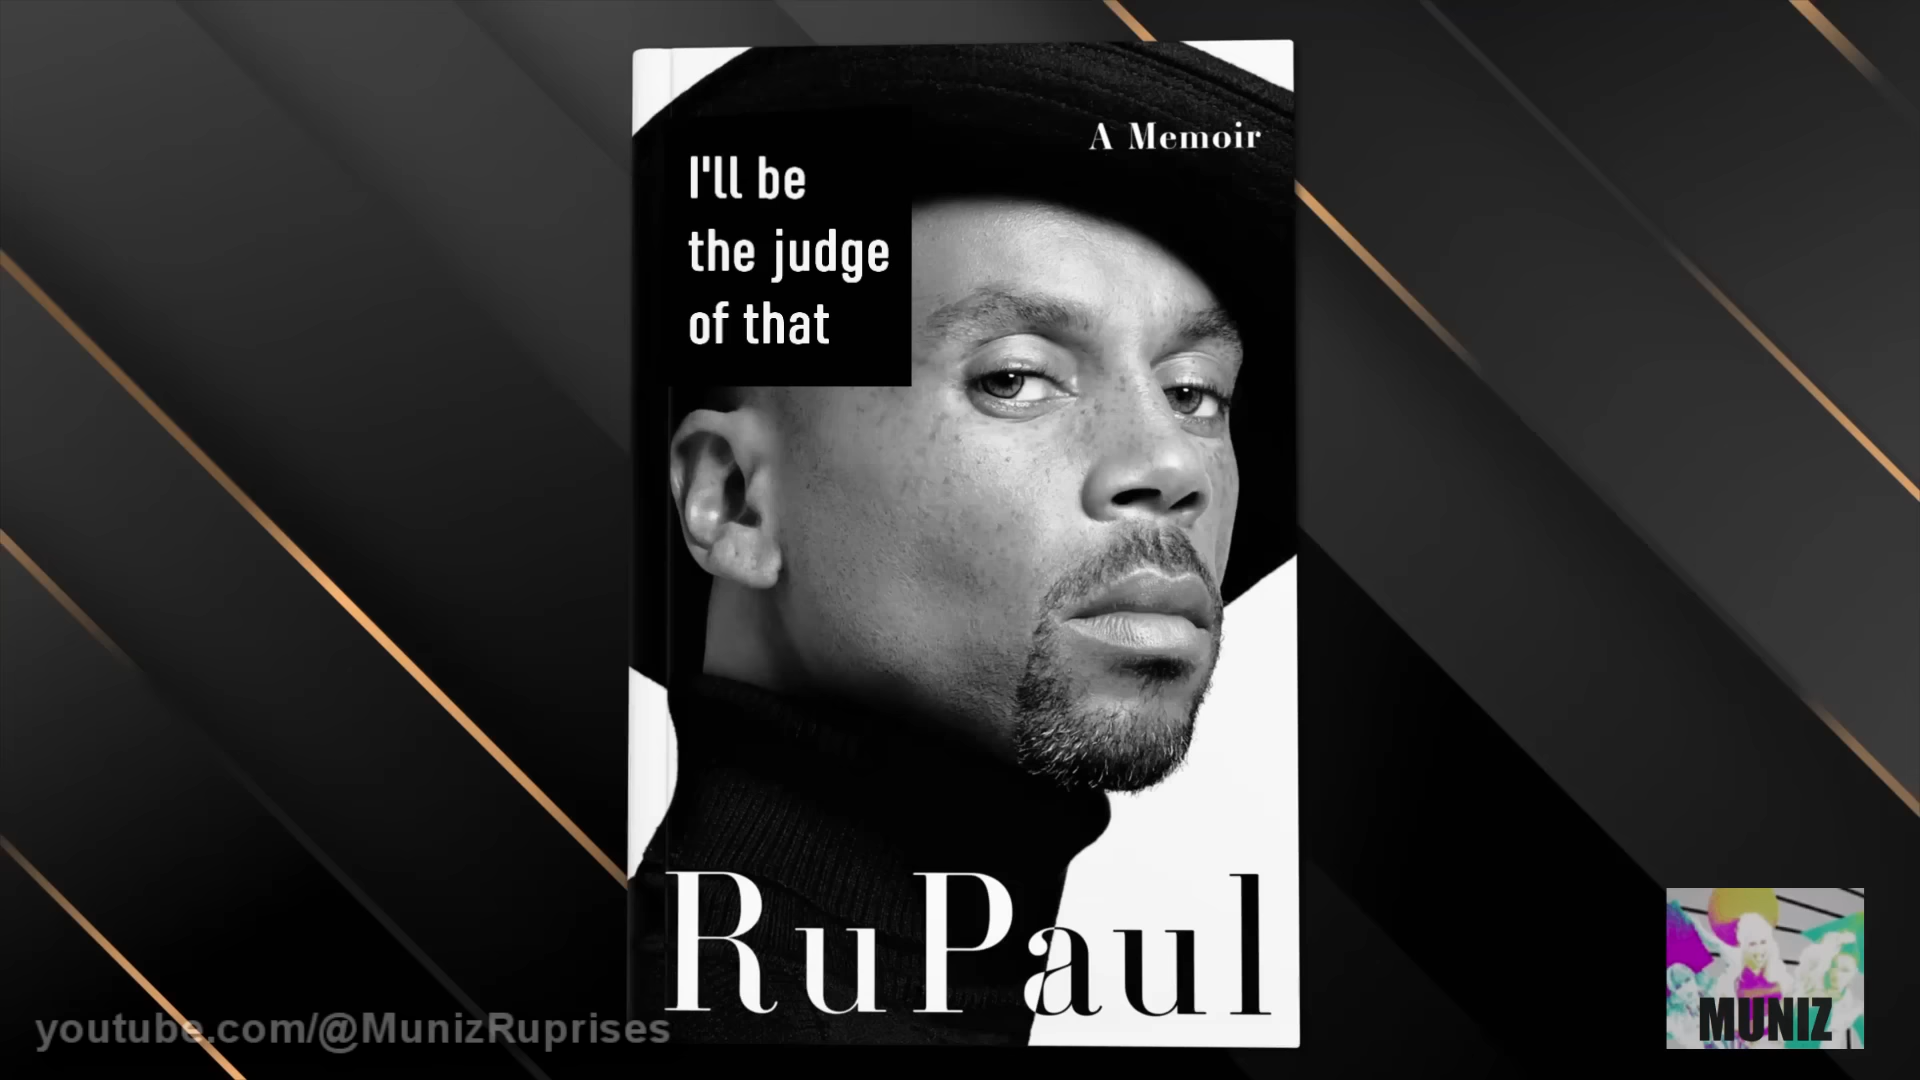 A Memoir
I'll be
the judge
of that
RuPaul
youtube.com/@MunizRuprises
MUNIZ